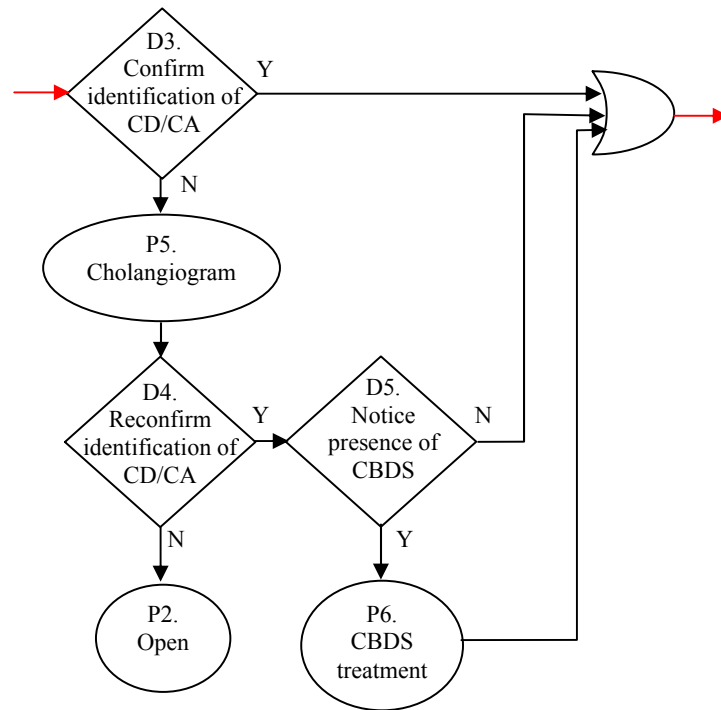 D3.
Confirm
identification of
CD/CA
Y
N
P5.
Cholangiogram
D4.
Reconfirm
identification of
CD/CA
Y
N
D5.
Notice
presence of
CBDS
N
Y
P2.
Open
P6.
CBDS
treatment